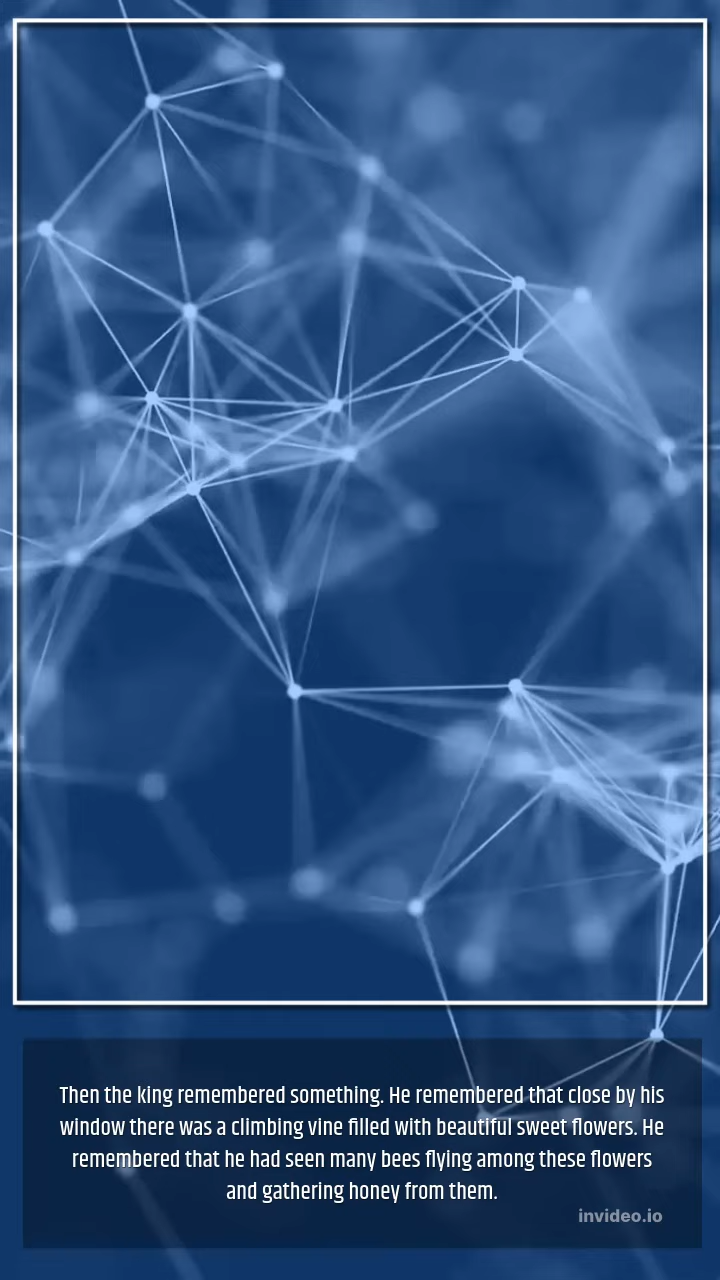 Then the king remembered something. He remembered that close by his
window there was a climbing vine filled with beautiful sweet flowers. He
remembered that he had seen many bees flying among these flowers
and gathering honey from them.
invideo.io